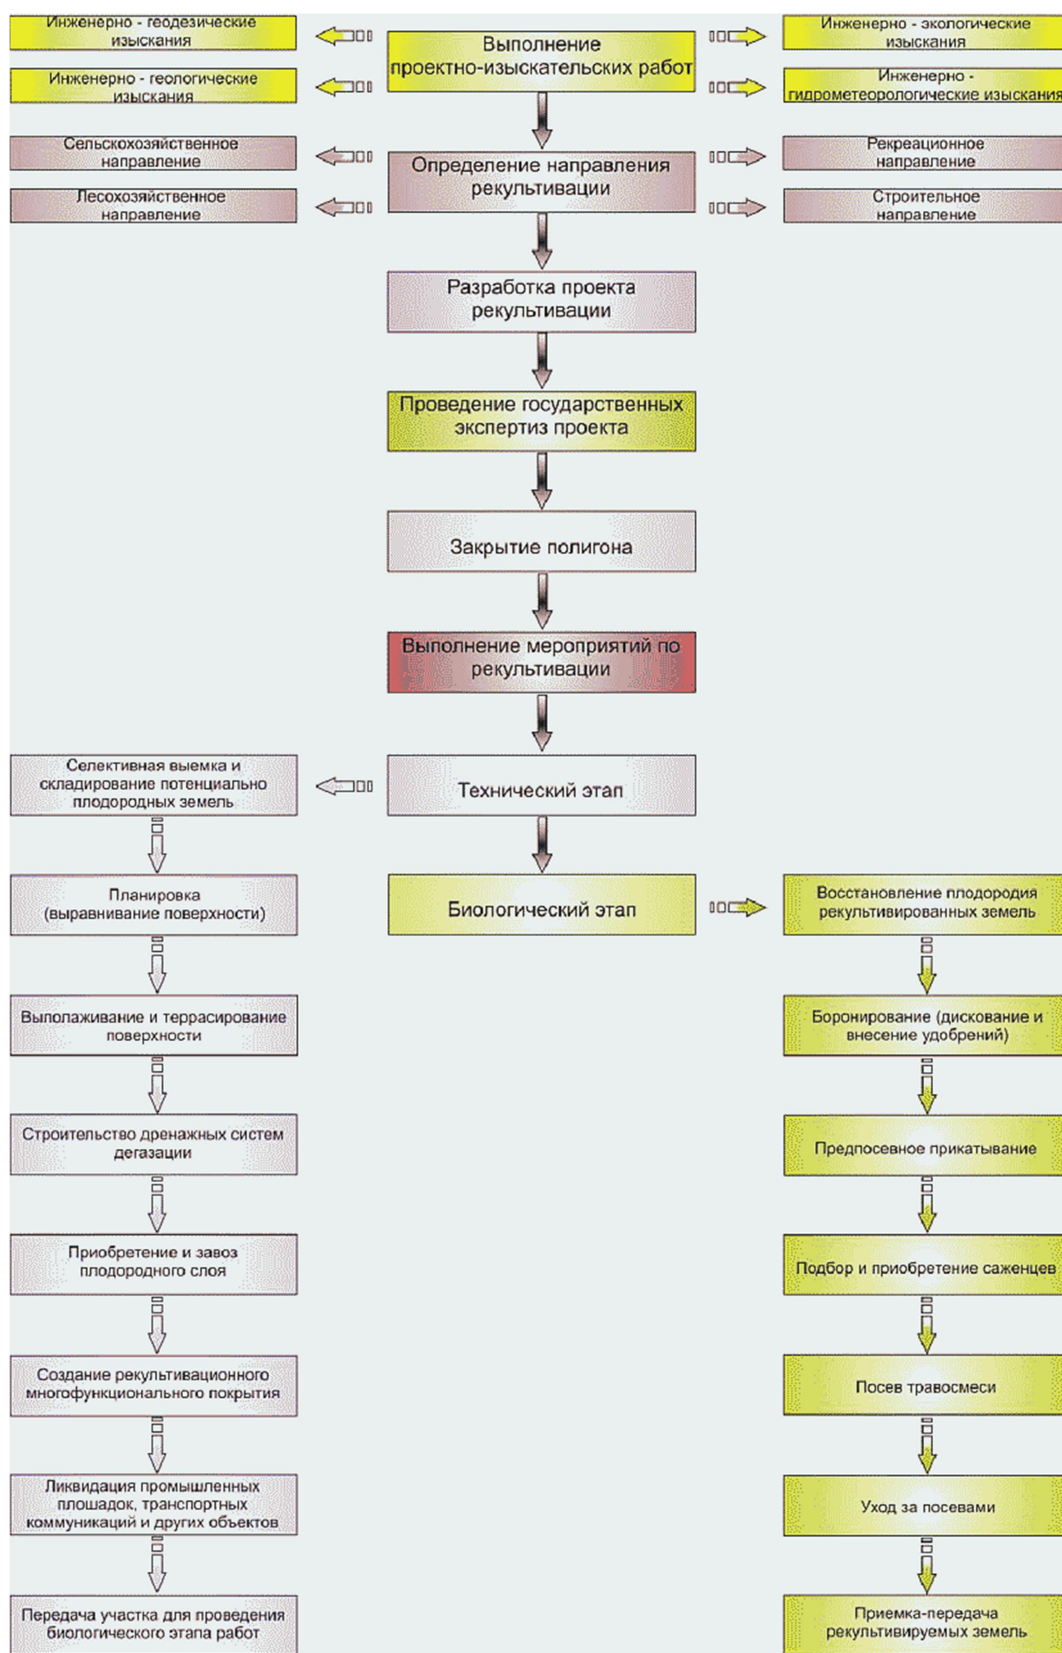 Инженерно - геодезические
изыскания
Выполнение
проектно-изыскательских работ
Инженерно - экологические
изыскания
Инженерно - геологические
изыскания
Инженерно -
гидрометеорологические изыскания
Сельскохозяйственное
направление
Определение направления
рекультивации
Рекреационное
направление
Лесохозяйственное
направление
Строительное
направление
Разработка проекта
рекультивации
Проведение государственных
экспертиз проекта
Закрытие полигона
Выполнение мероприятий по
рекультивации
Селективная выемка и
складирование потенциально
плодородных земель
Технический этап
Планировка
(выравнивание поверхности)
Биологический этап
Восстановление плодородия
рекультивированных земель
Выполаживание и террасирование
поверхности
Боронирование (дискование и
внесение удобрений)
Строительство дренажных систем
дегазации
Предпосевное прикатывание
Приобретение и завоз
плодородного слоя
Подбор и приобретение саженцев
Создание рекультивационного
многофункционального покрытия
Посев травосмеси
Ликвидация промышленных
плошадок, транспортных
коммуникаций и других объектов
Уход за посевами
Передача участка для проведения
биологического этапа работ
Приемка-передача
рекультивируемых земель